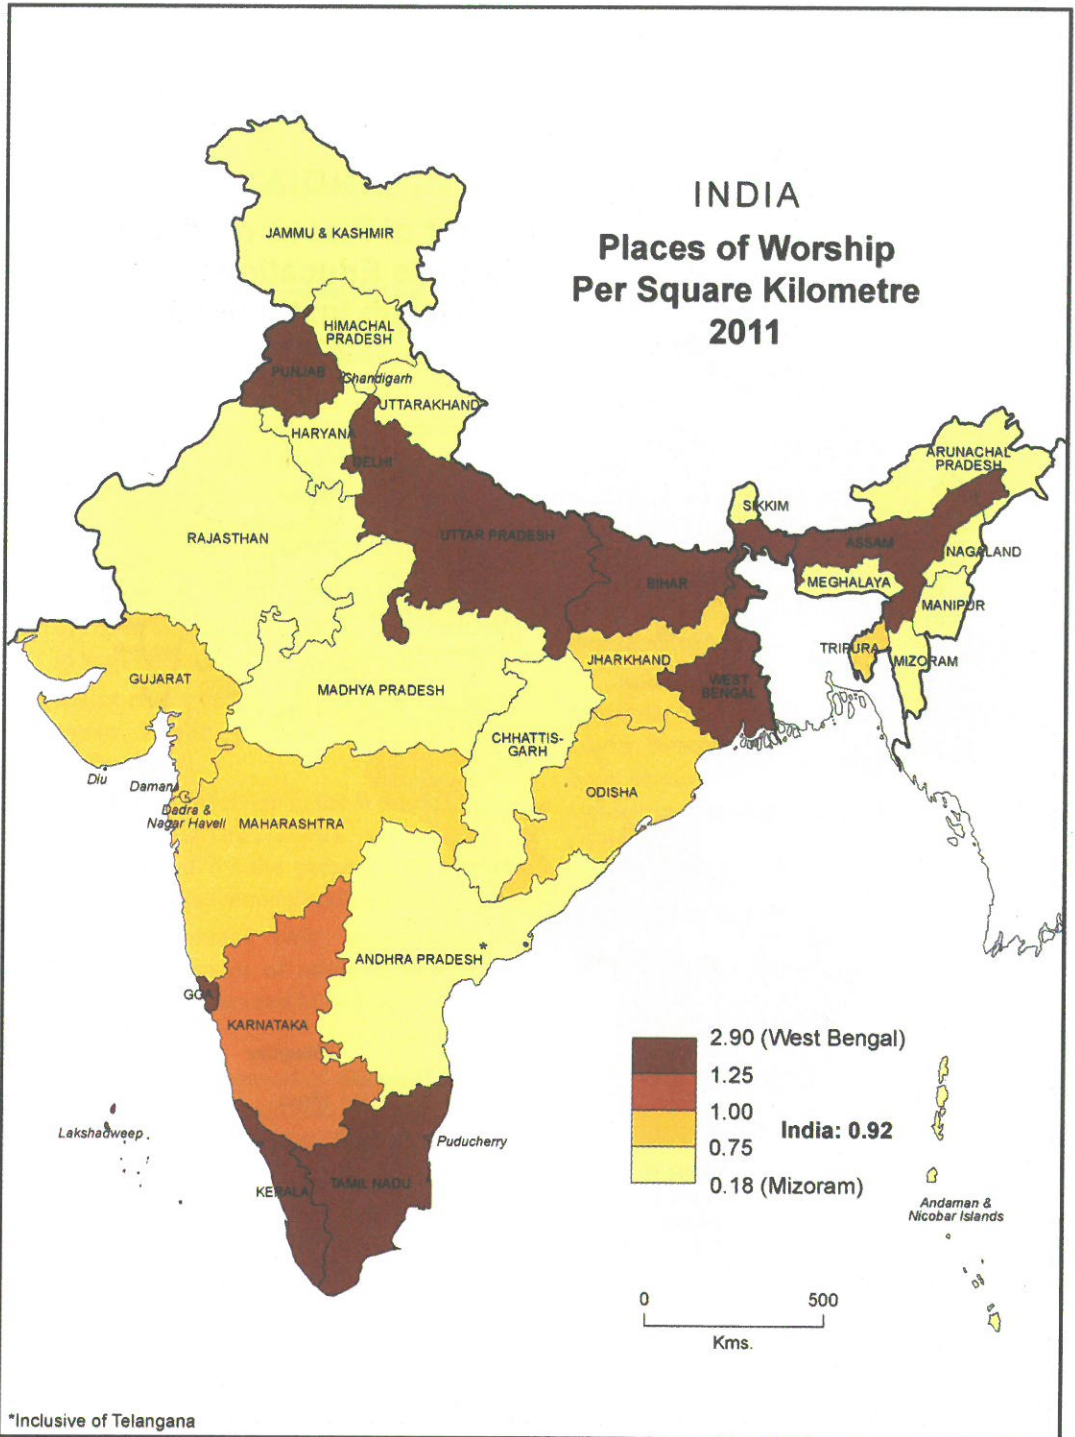 INDIA
Places of Worship
Per Square Kilometre
2011
JAMMU & KASHMIR
HIMACHAL
PRADESH
PUNJAB
Chandigarh
UTTARAKHAND
HARYANA
DELHI
ARUNACHAL
PRADESH
SIKKIM
RAJASTHAN
UTTAR PRADESH
ASSAM
NAGALAND
BIHAR
MEGHALAYA
MANIPUR
TRIPURA
MIZORAM
JHARKHAND
GUJARAT
MADHYA PRADESH
WEST
BENGAL
CHHATTIS-
GARH
Diu
Daman
Dadra &
Nagar Haveli
MAHARASHTRA
ODISHA
ANDHRA PRADESH*
GOA
KARNATAKA
2.90 (West Bengal)
1.25
1.00
India: 0.92
0.75
0.18 (Mizoram)
Lakshadweep
Puducherry
KERALA
TAMIL NADU
Andaman &
Nicobar Islands
0 500
Kms.
*Inclusive of Telangana